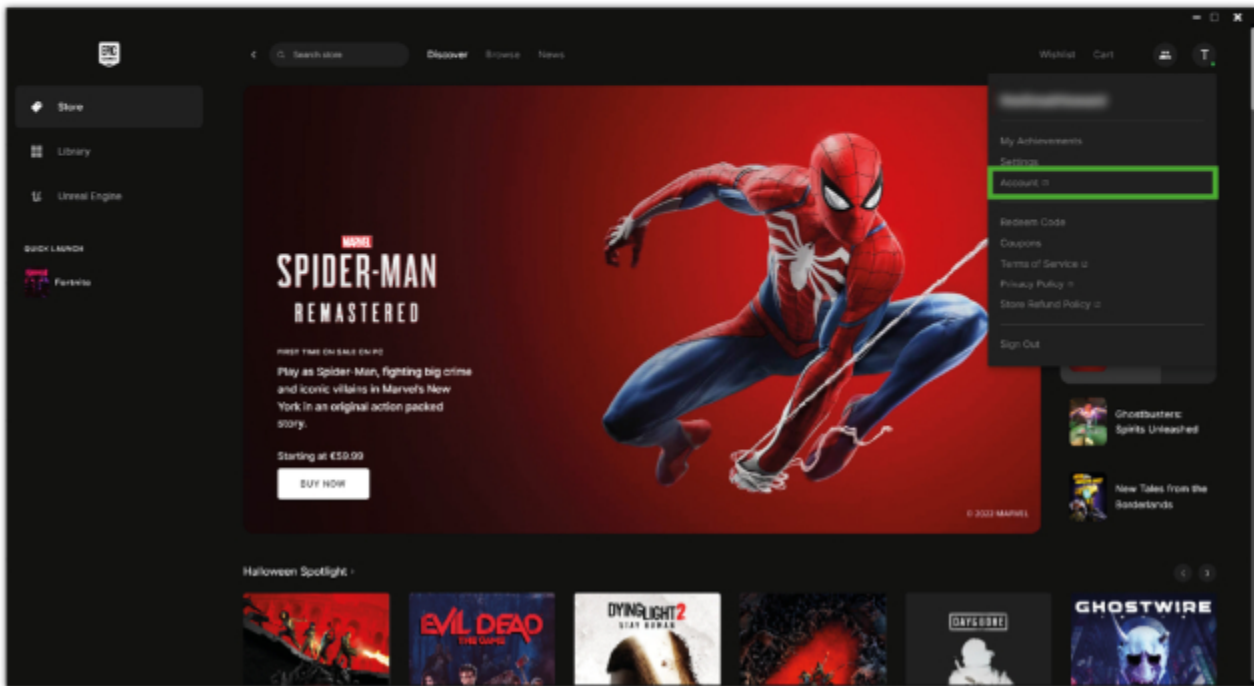 EPIC
GAMES
Search store
Discover
Browse
News
Wishlist
Cart
T
Store
Library
Unreal Engine
QUICK LAUNCH
Fortnite
MARVEL
SPIDER-MAN
REMASTERED
FIRST TIME ON SALE ON PC
Play as Spider-Man, fighting big crime
and iconic villains in Marvel's New
York in an original action packed
story.
Starting at €59.99
BUY NOW
© 2022 MARVEL
My Achievements
Settings
Account
Redeem Code
Coupons
Terms of Service
Privacy Policy
Store Refund Policy
Sign Out
Ghostbusters:
Spirits Unleashed
New Tales from the
Borderlands
Halloween Spotlight
EVIL DEAD
THE GAME
DYING LIGHT 2
STAY HUMAN
DAYS GONE
GHOSTWIRE